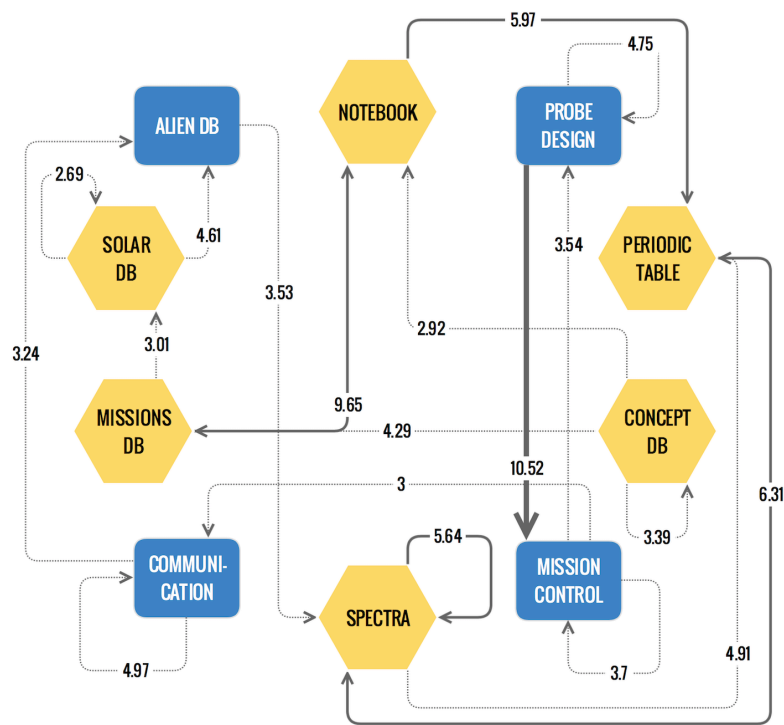 5.97
4.75
ALIEN DB
NOTEBOOK
PROBE
DESIGN
2.69
4.61
SOLAR
DB
3.54
PERIODIC
TABLE
3.53
3.24
3.01
2.92
9.65
MISSIONS
DB
4.29
CONCEPT
DB
10.52
3
6.31
5.64
3.39
COMMUNI-
CATION
SPECTRA
MISSION
CONTROL
4.91
4.97
3.7